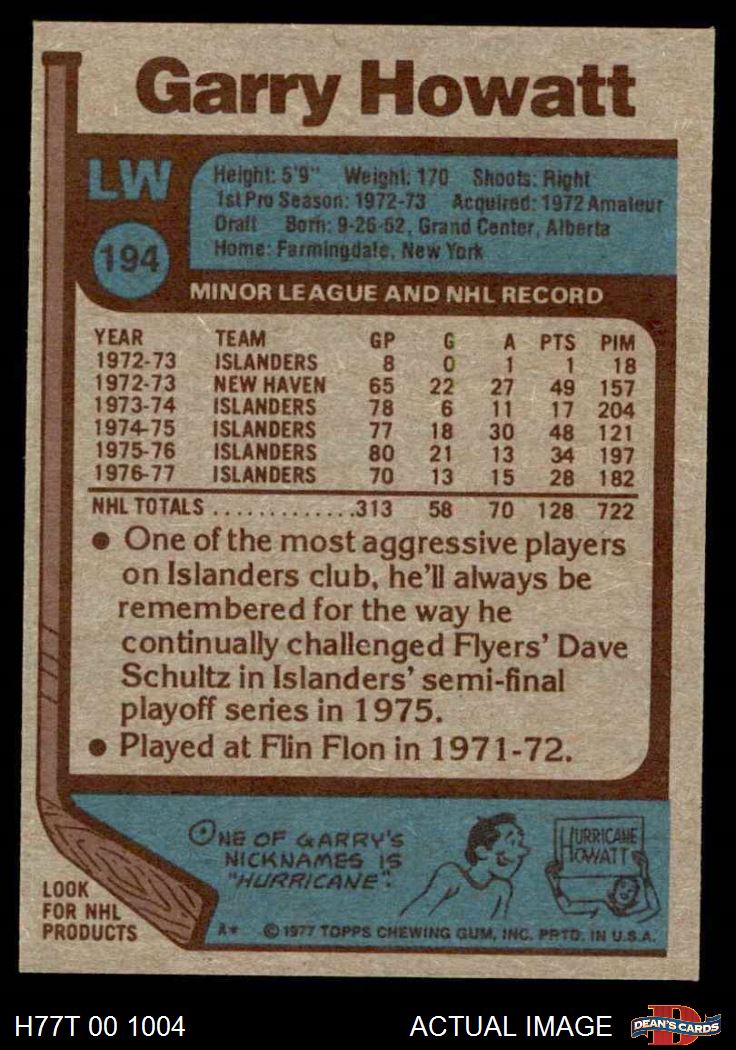 Garry Howatt
LW
194
Height: 5'9" Weight: 170 Shoots: Right
1st Pro Season: 1972-73 Acquired: 1972 Amateur
Draft Born: 9-26-52, Grand Center, Alberta
Home: Farmingdale, New York
MINOR LEAGUE AND NHL RECORD
YEAR TEAM GP G A PTS PIM
1972-73 ISLANDERS 8 0 1 1 18
1972-73 NEW HAVEN 65 22 27 49 157
1973-74 ISLANDERS 78 6 11 17 204
1974-75 ISLANDERS 77 18 30 48 121
1975-76 ISLANDERS 80 21 13 34 197
1976-77 ISLANDERS 70 13 15 28 182
NHL TOTALS .............313 58 70 128 722
● One of the most aggressive players
on Islanders club, he'll always be
remembered for the way he
continually challenged Flyers' Dave
Schultz in Islanders' semi-final
playoff series in 1975.
● Played at Flin Flon in 1971-72.
ONE OF GARRY'S
NICKNAMES IS
"HURRICANE".
HURRICANE
HOWATT
LOOK
FOR NHL
PRODUCTS
A* © 1977 TOPPS CHEWING GUM, INC. PRTD. IN U.S.A.
H77T 00 1004 ACTUAL IMAGE
D
DEAN'S CARDS